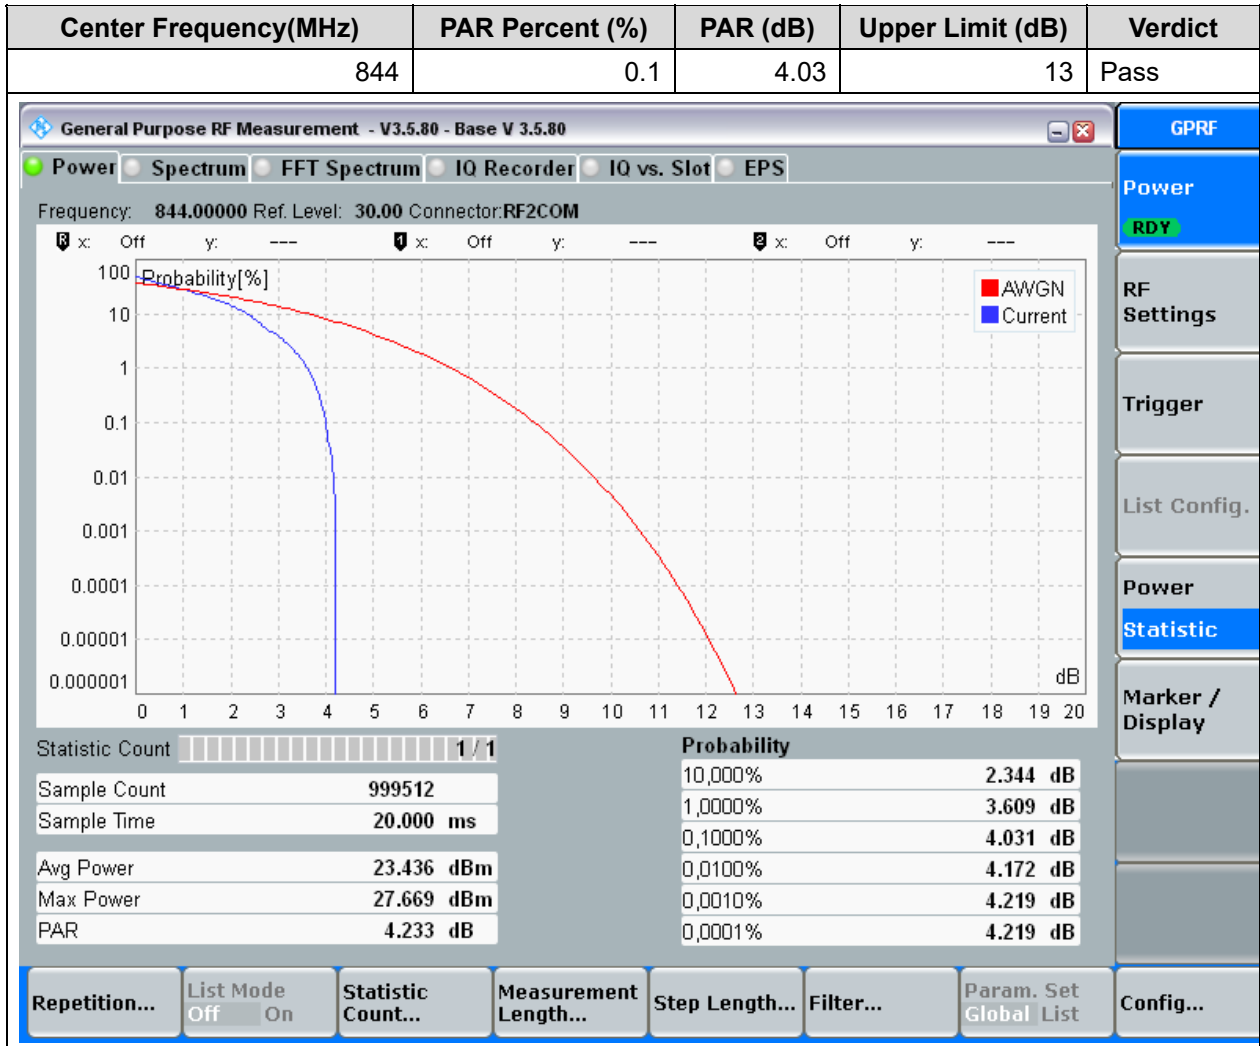 Center Frequency(MHz) PAR Percent (%) PAR (dB) Upper Limit (dB) Verdict
844 0.1 4.03 13 Pass
General Purpose RF Measurement - V3.5.80 - Base V 3.5.80
GPRF
Power Spectrum FFT Spectrum IQ Recorder IQ vs. Slot EPS
Power
RDY
Frequency: 844.00000 Ref. Level: 30.00 Connector:RF2COM
R x: Off y: --- 1 x: Off y: --- 2 x: Off y: ---
100 Probability[%]
AWGN
Current
10
1
0.1
0.01
0.001
0.0001
0.00001
0.000001
dB
0 1 2 3 4 5 6 7 8 9 10 11 12 13 14 15 16 17 18 19 20
RF
Settings
Trigger
List Config.
Power
Statistic
Marker /
Display
Statistic Count 1 / 1
Sample Count 999512
Sample Time 20.000 ms
Avg Power 23.436 dBm
Max Power 27.669 dBm
PAR 4.233 dB
Probability
10,000% 2.344 dB
1,0000% 3.609 dB
0,1000% 4.031 dB
0,0100% 4.172 dB
0,0010% 4.219 dB
0,0001% 4.219 dB
Repetition...
List Mode
Off On
Statistic
Count...
Measurement
Length...
Step Length...
Filter...
Param. Set
Global List
Config...